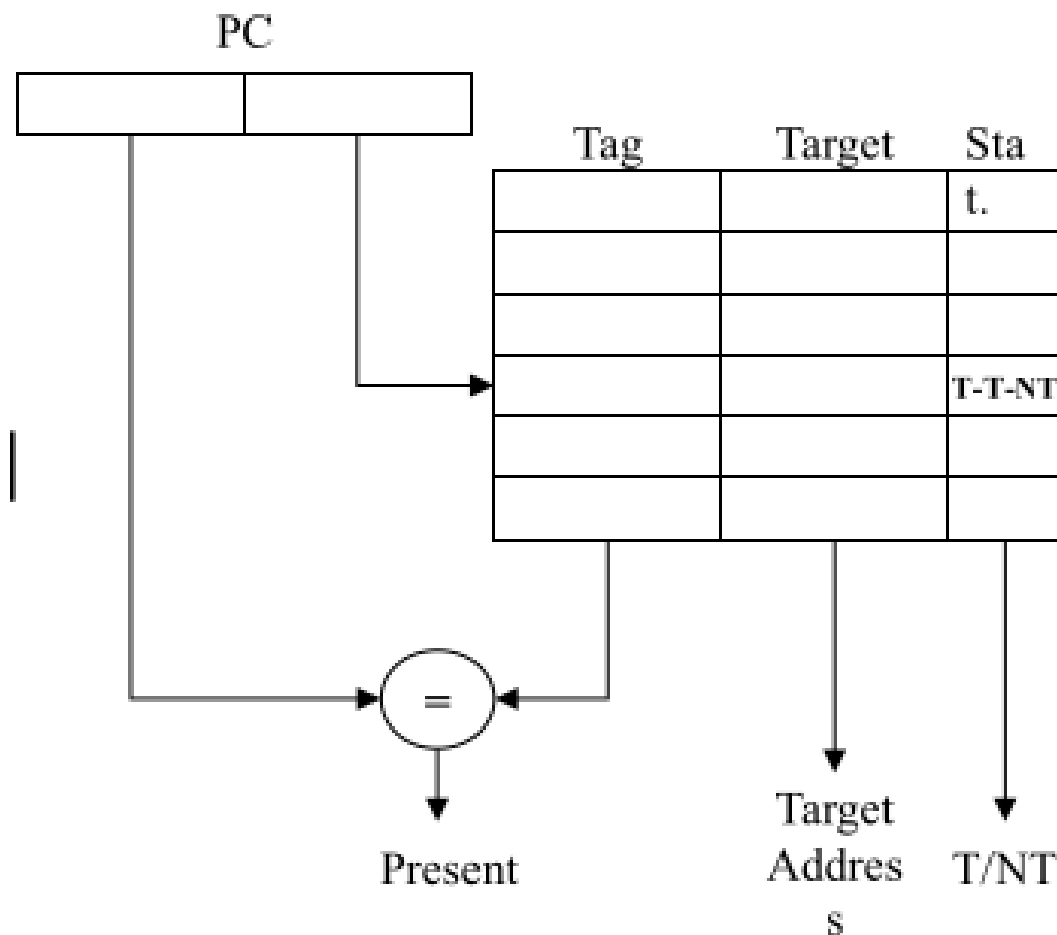 PC
Tag Target Sta
t.
T-T-NT
=
Present
Target
Addres
s
T/NT